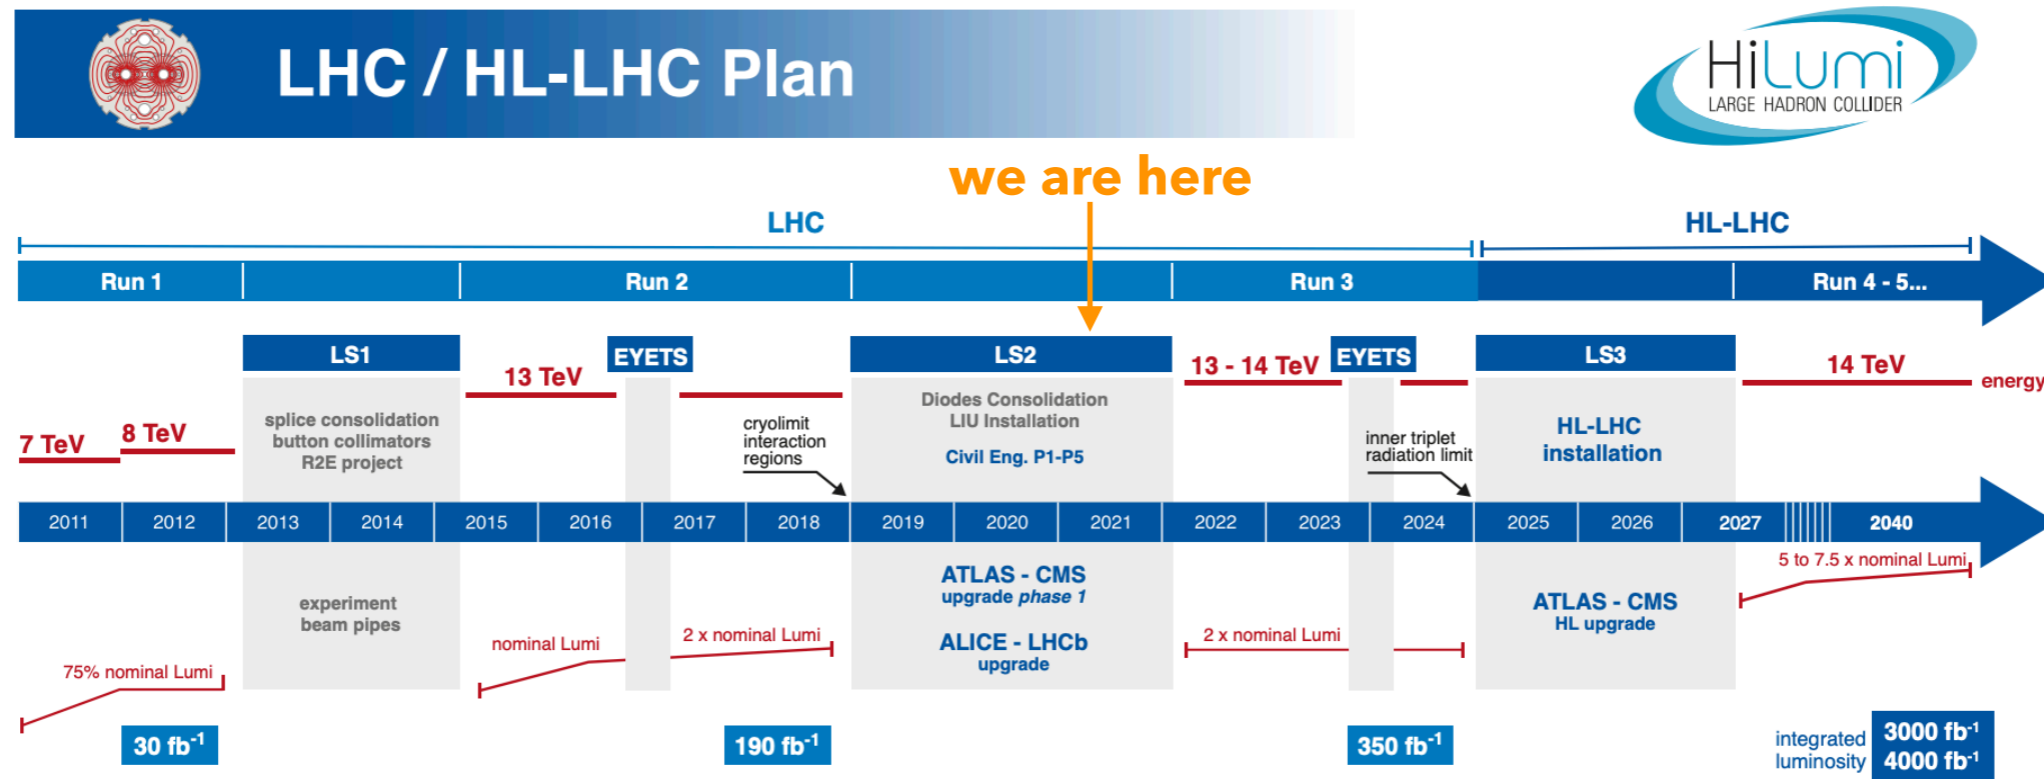 LHC / HL-LHC Plan
HiLumi
LARGE HADRON COLLIDER
we are here
LHC
HL-LHC
Run 1
Run 2
Run 3
Run 4 - 5...
LS1
EYETS
LS2
EYETS
LS3
13 TeV
13 - 14 TeV
14 TeV
energy
7 TeV
8 TeV
splice consolidation
button collimators
R2E project
cryolimit
interaction
regions
Diodes Consolidation
LIU Installation
Civil Eng. P1-P5
inner triplet
radiation limit
HL-LHC
installation
2011
2012
2013
2014
2015
2016
2017
2018
2019
2020
2021
2022
2023
2024
2025
2026
2027
2040
5 to 7.5 x nominal Lumi
experiment
beam pipes
ATLAS - CMS
upgrade phase 1
ALICE - LHCb
upgrade
ATLAS - CMS
HL upgrade
75% nominal Lumi
nominal Lumi
2 x nominal Lumi
2 x nominal Lumi
30 fb⁻¹
190 fb⁻¹
350 fb⁻¹
integrated
luminosity
3000 fb⁻¹
4000 fb⁻¹